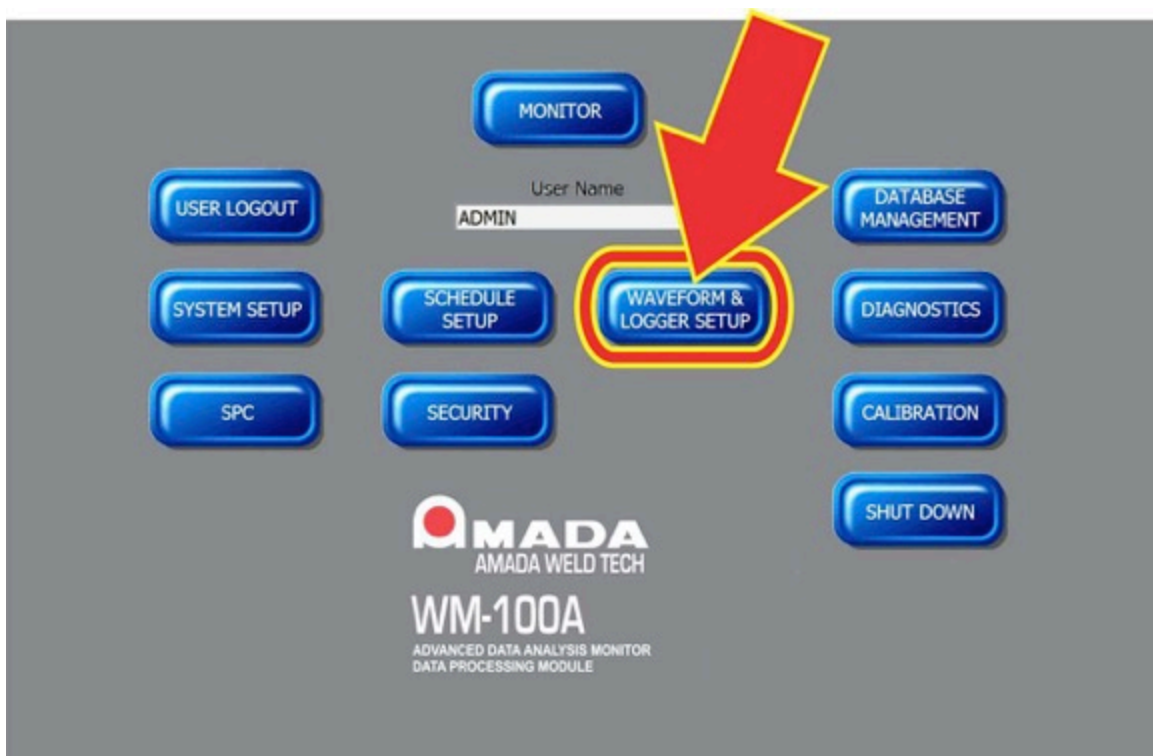 MONITOR
USER LOGOUT
User Name
ADMIN
DATABASE
MANAGEMENT
SYSTEM SETUP
SCHEDULE
SETUP
WAVEFORM &
LOGGER SETUP
DIAGNOSTICS
SPC
SECURITY
CALIBRATION
SHUT DOWN
AMADA
AMADA WELD TECH
WM-100A
ADVANCED DATA ANALYSIS MONITOR
DATA PROCESSING MODULE